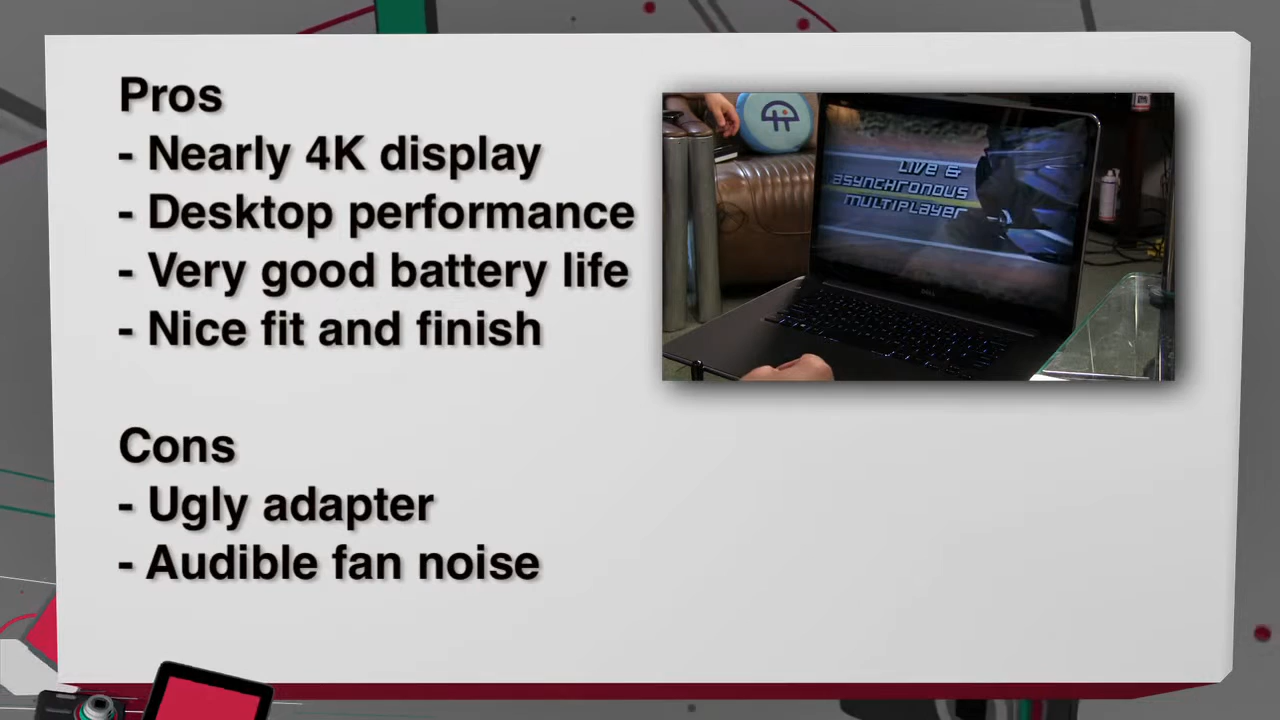 Pros
- Nearly 4K display
- Desktop performance
- Very good battery life
- Nice fit and finish
Cons
- Ugly adapter
- Audible fan noise
Live &
asynchronous
multiplayer
DELL